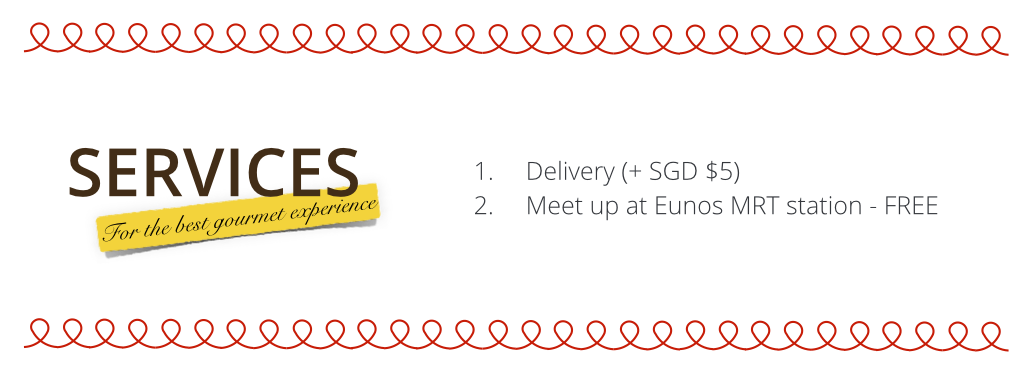 SERVICES
For the best gourmet experience
1. Delivery (+ SGD $5)
2. Meet up at Eunos MRT station - FREE